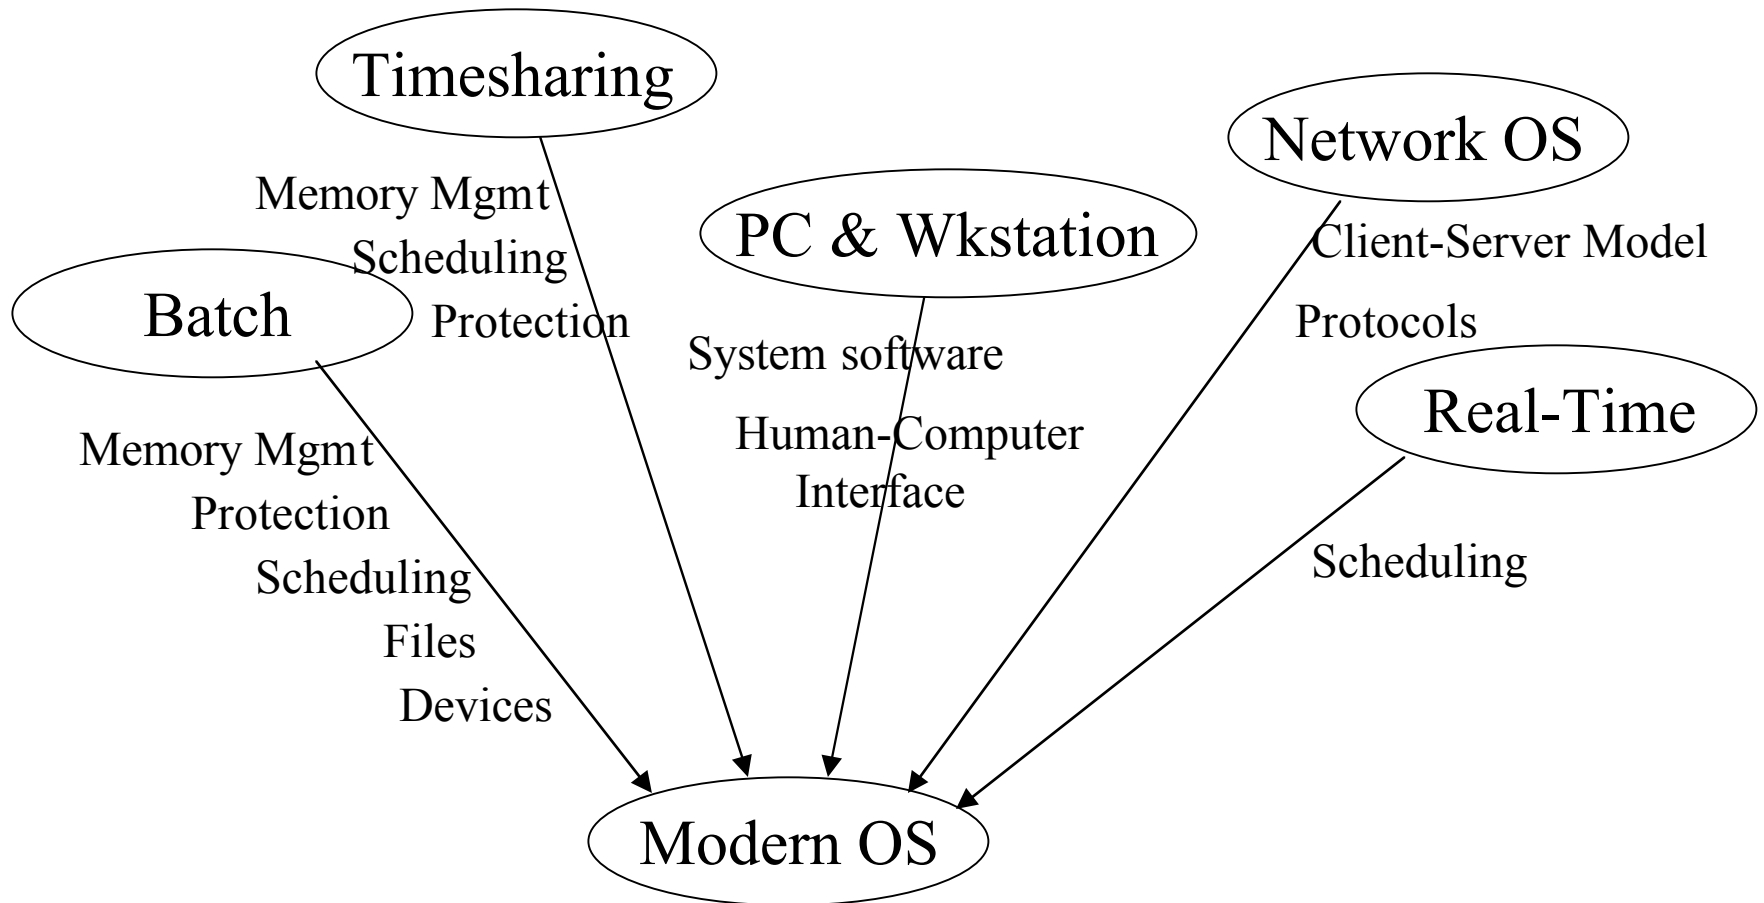 Timesharing
Memory Mgmt
Scheduling
Protection
Batch
Memory Mgmt
Protection
Scheduling
Files
Devices
PC & Wkstation
System software
Human-Computer
Interface
Network OS
Client-Server Model
Protocols
Real-Time
Scheduling
Modern OS